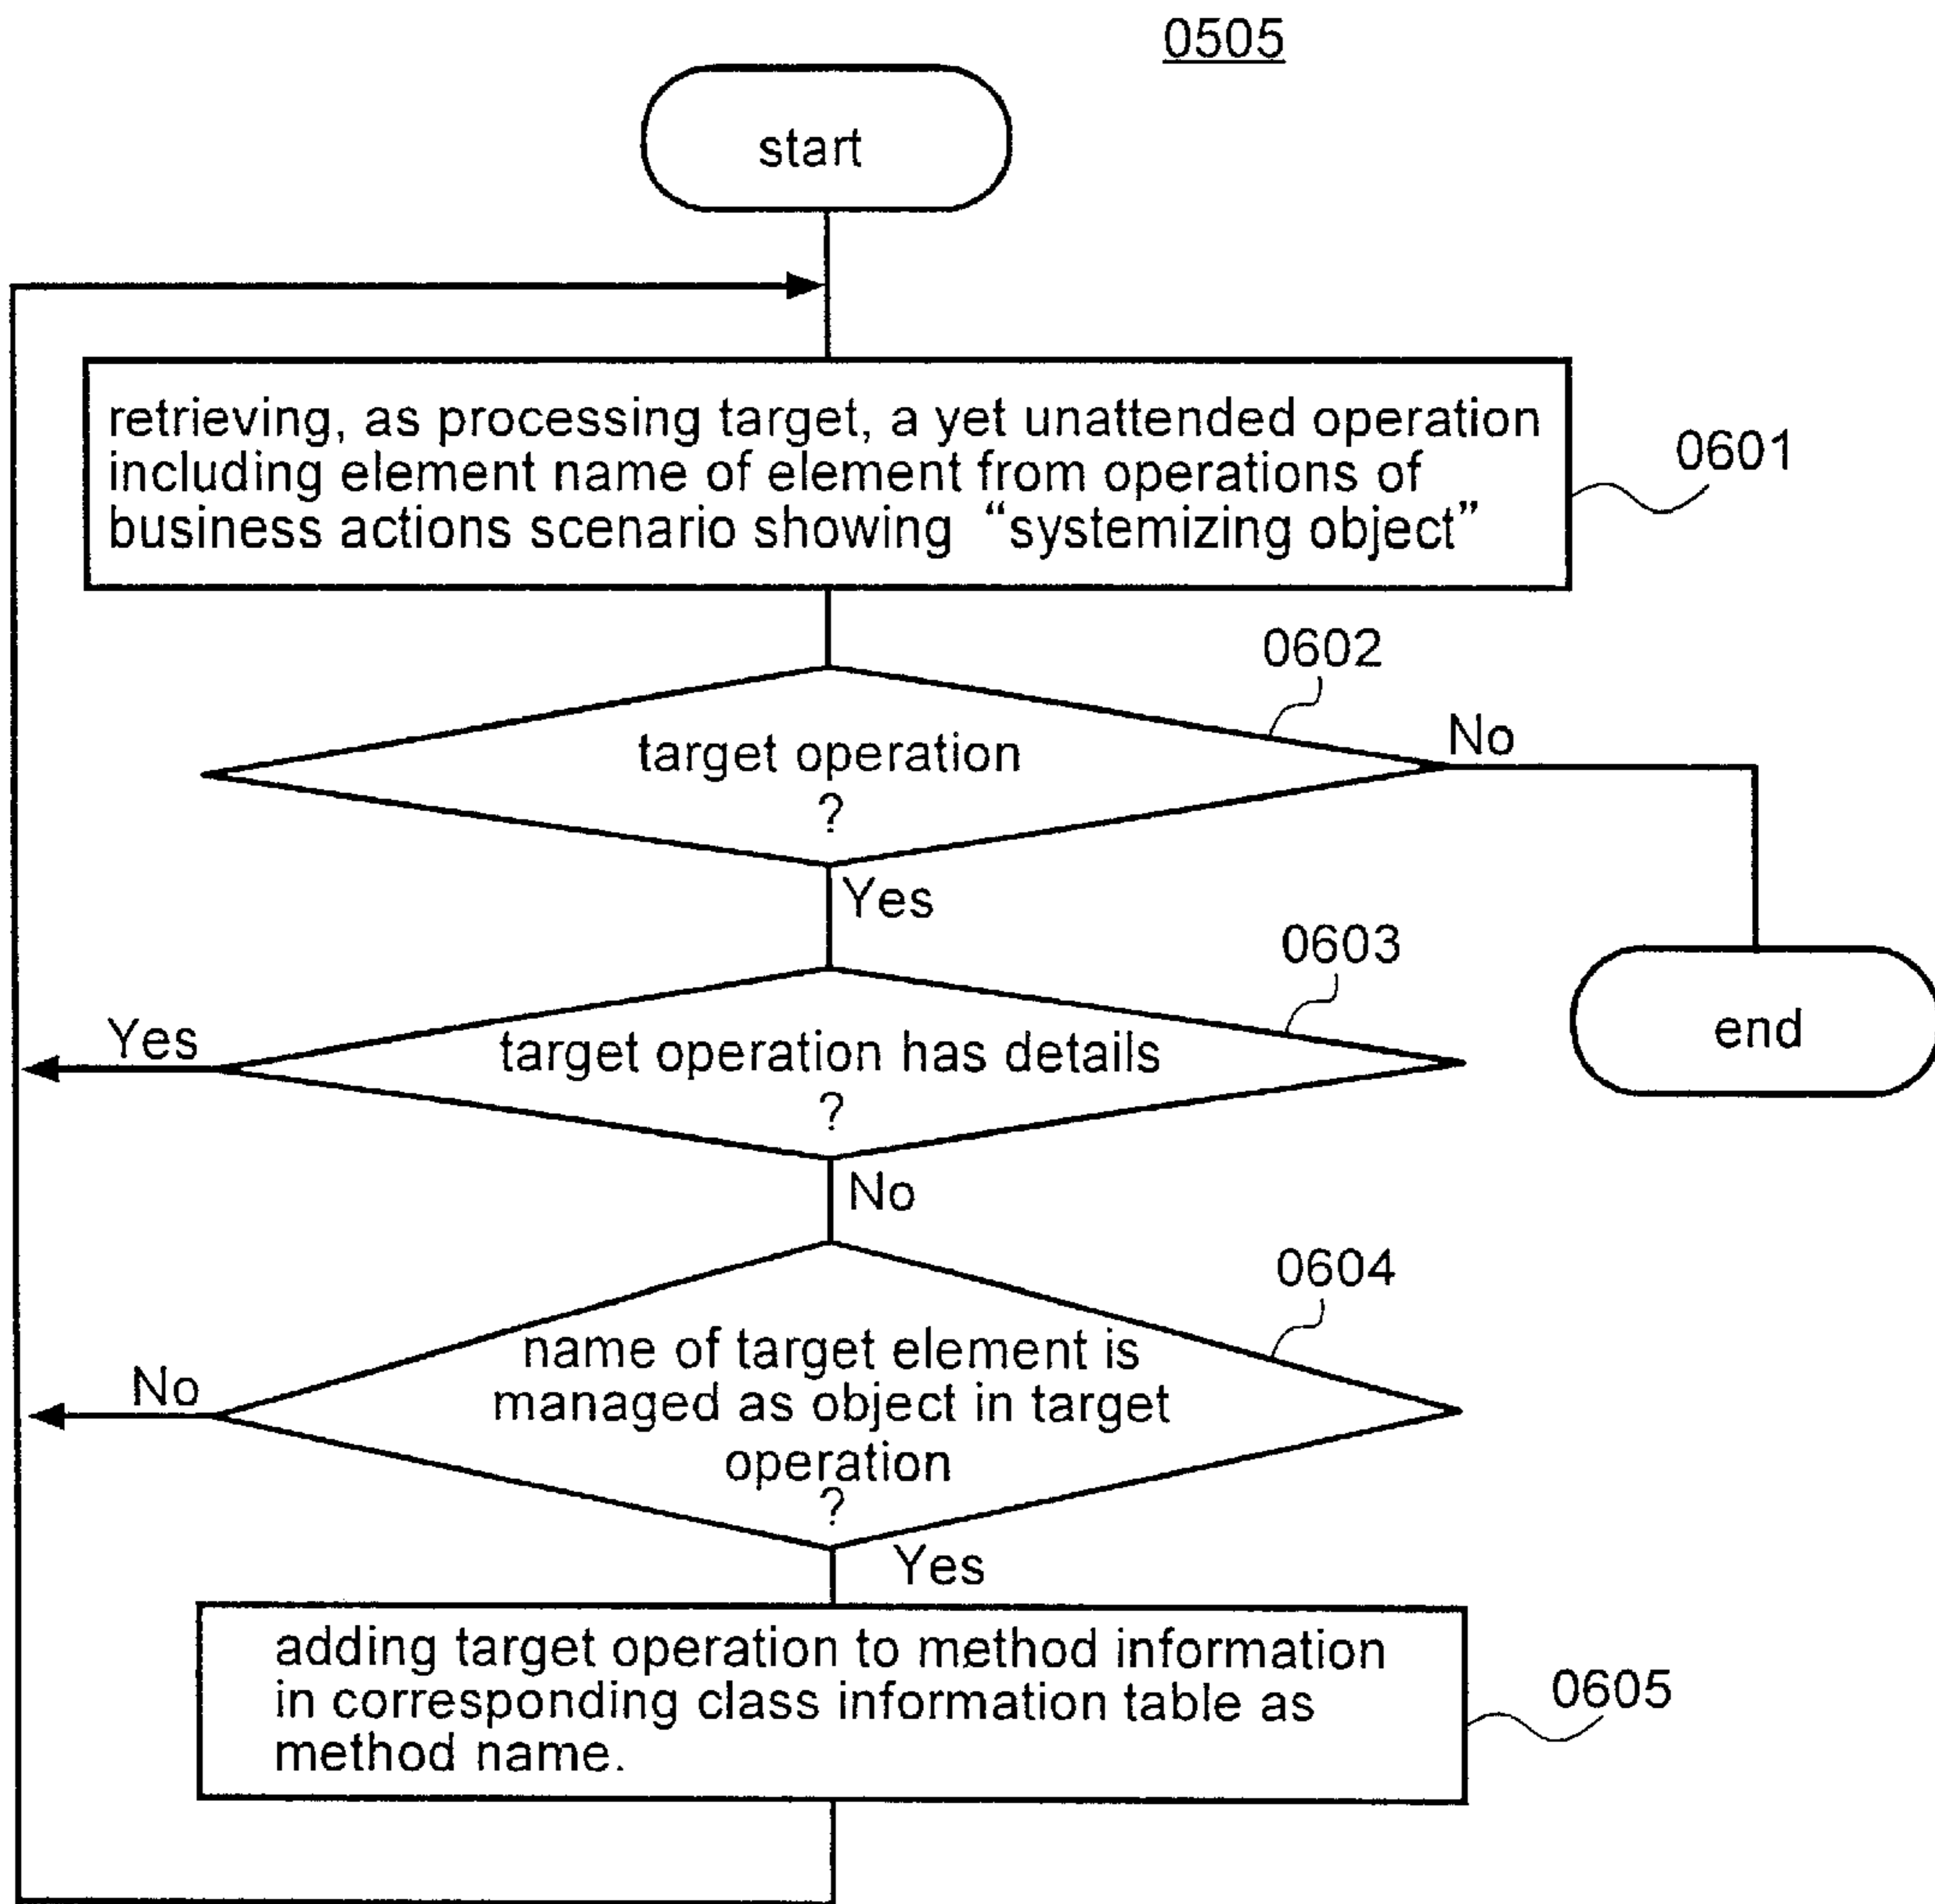 0505
start
retrieving, as processing target, a yet unattended operation
including element name of element from operations of
business actions scenario showing “systemizing object”
0601
0602
target operation
?
No
Yes
0603
target operation has details
?
Yes
end
No
0604
name of target element is
managed as object in target
operation
?
No
Yes
adding target operation to method information
in corresponding class information table as
method name.
0605